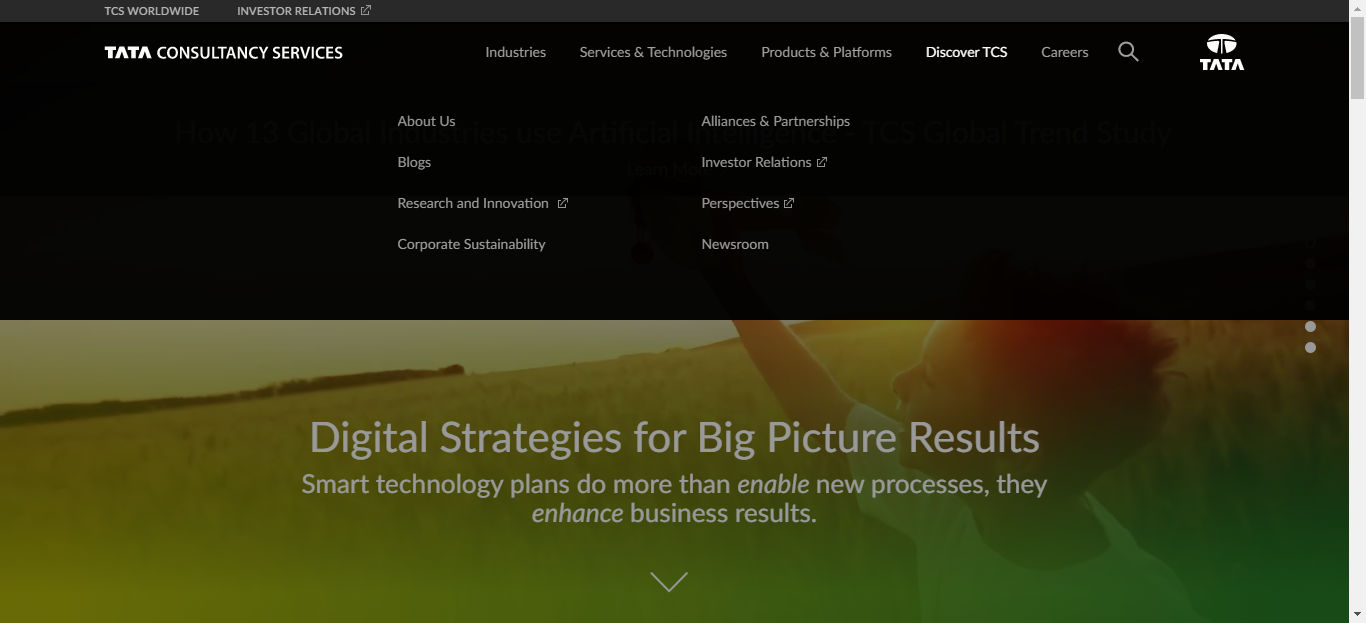 TCS WORLDWIDE INVESTOR RELATIONS
TATA CONSULTANCY SERVICES
Industries Services & Technologies Products & Platforms Discover TCS Careers
TATA
How 13 Global Industries use Artificial Intelligence - TCS Global Trend Study
Learn More
About Us Alliances & Partnerships
Blogs Investor Relations
Research and Innovation Perspectives
Corporate Sustainability Newsroom
Digital Strategies for Big Picture Results
Smart technology plans do more than enable new processes, they
enhance business results.